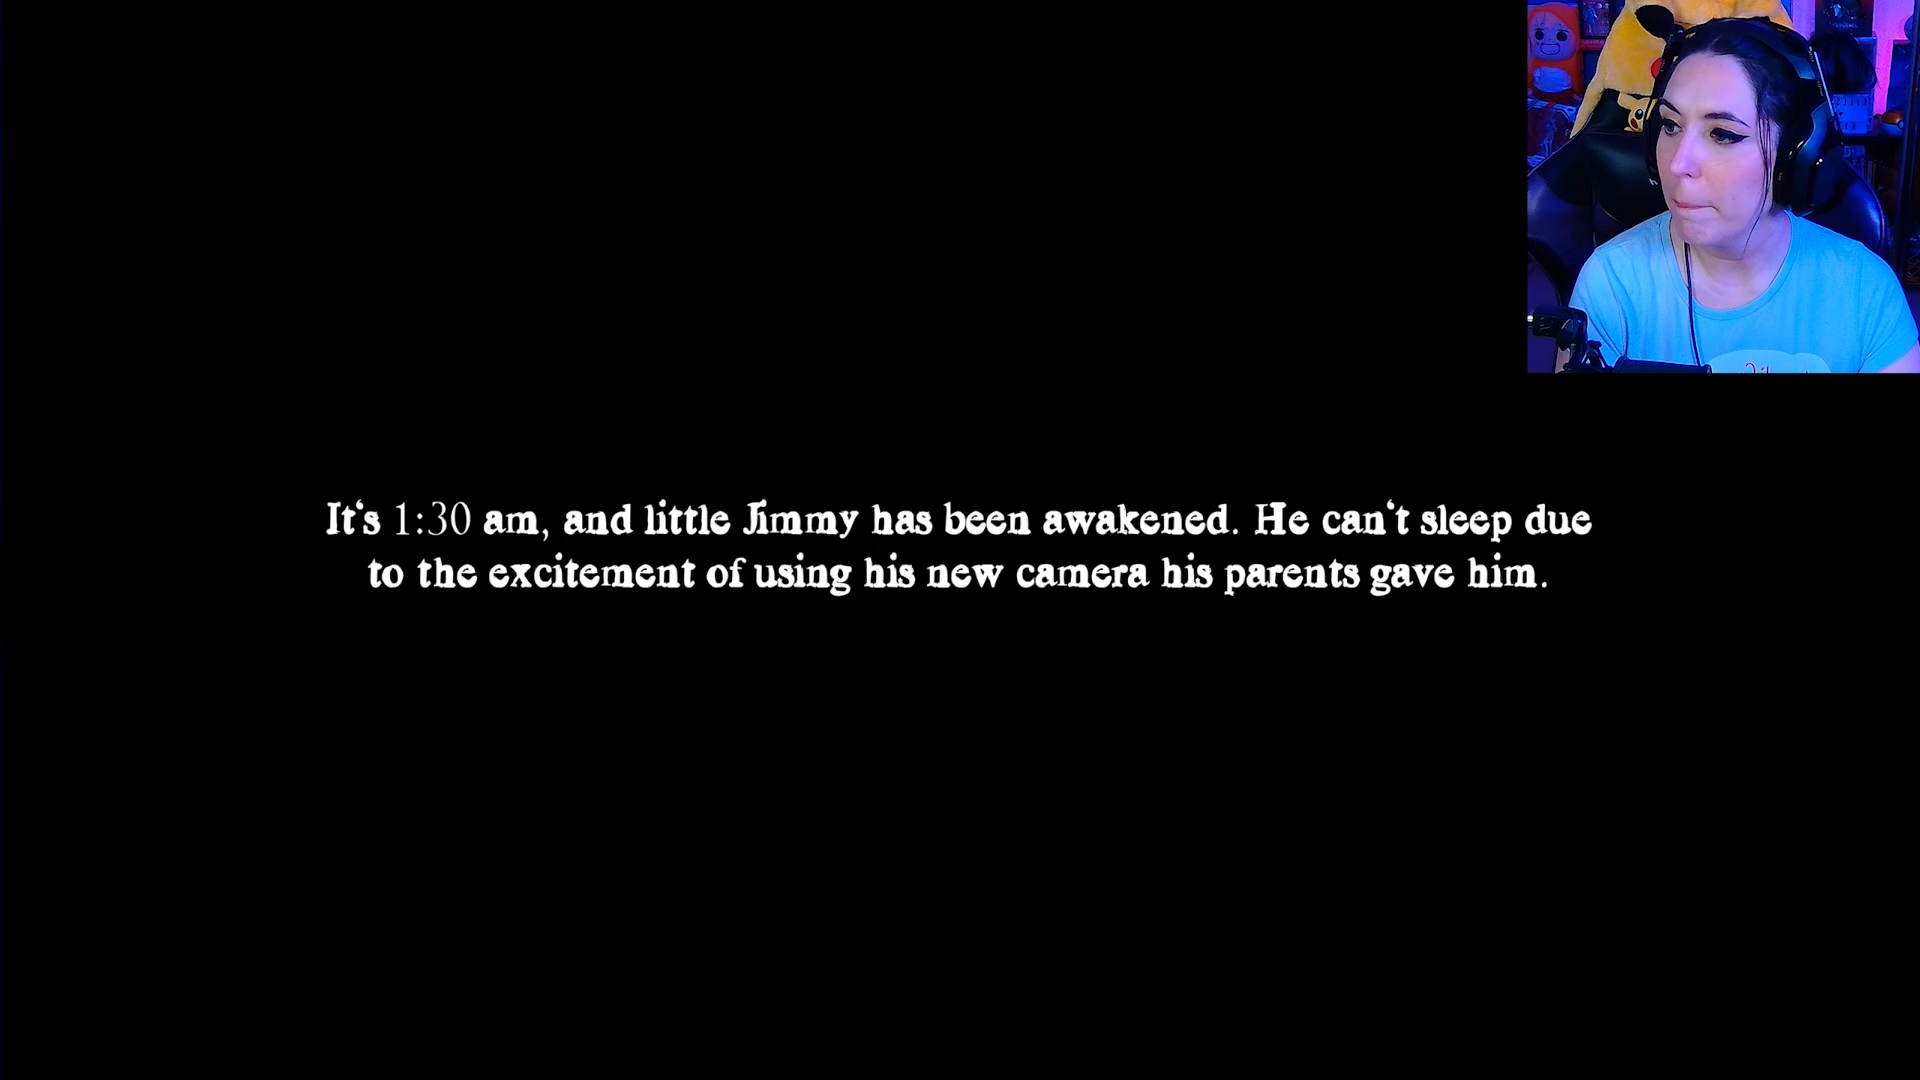 It's 1:30 am, and little Jimmy has been awakened. He can't sleep due
to the excitement of using his new camera his parents gave him.